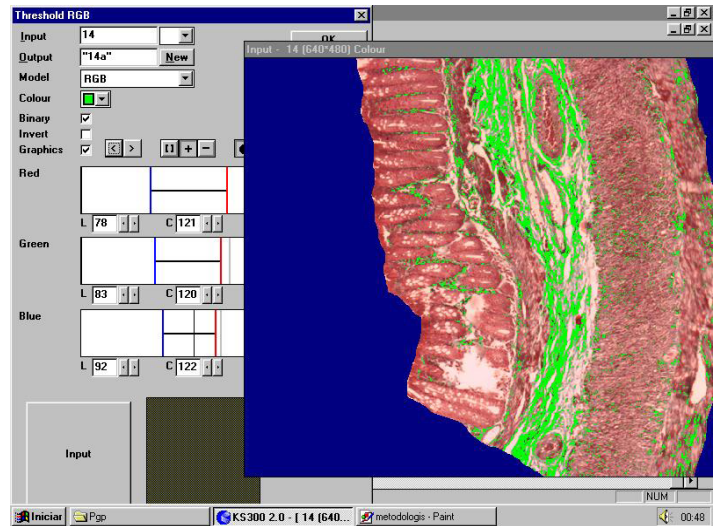 Threshold RGB
Input 14
OK
Output "14a" New
Input - 14 (640*480) Colour
Model RGB
Colour
Binary
Invert
Graphics < > [ ] + -
Red
L 78 C 121
Green
L 83 C 120
Blue
L 92 C 122
Input
NUM
Iniciar Pgp KS300 2.0 - [ 14 (640... metodologis - Paint 00:48